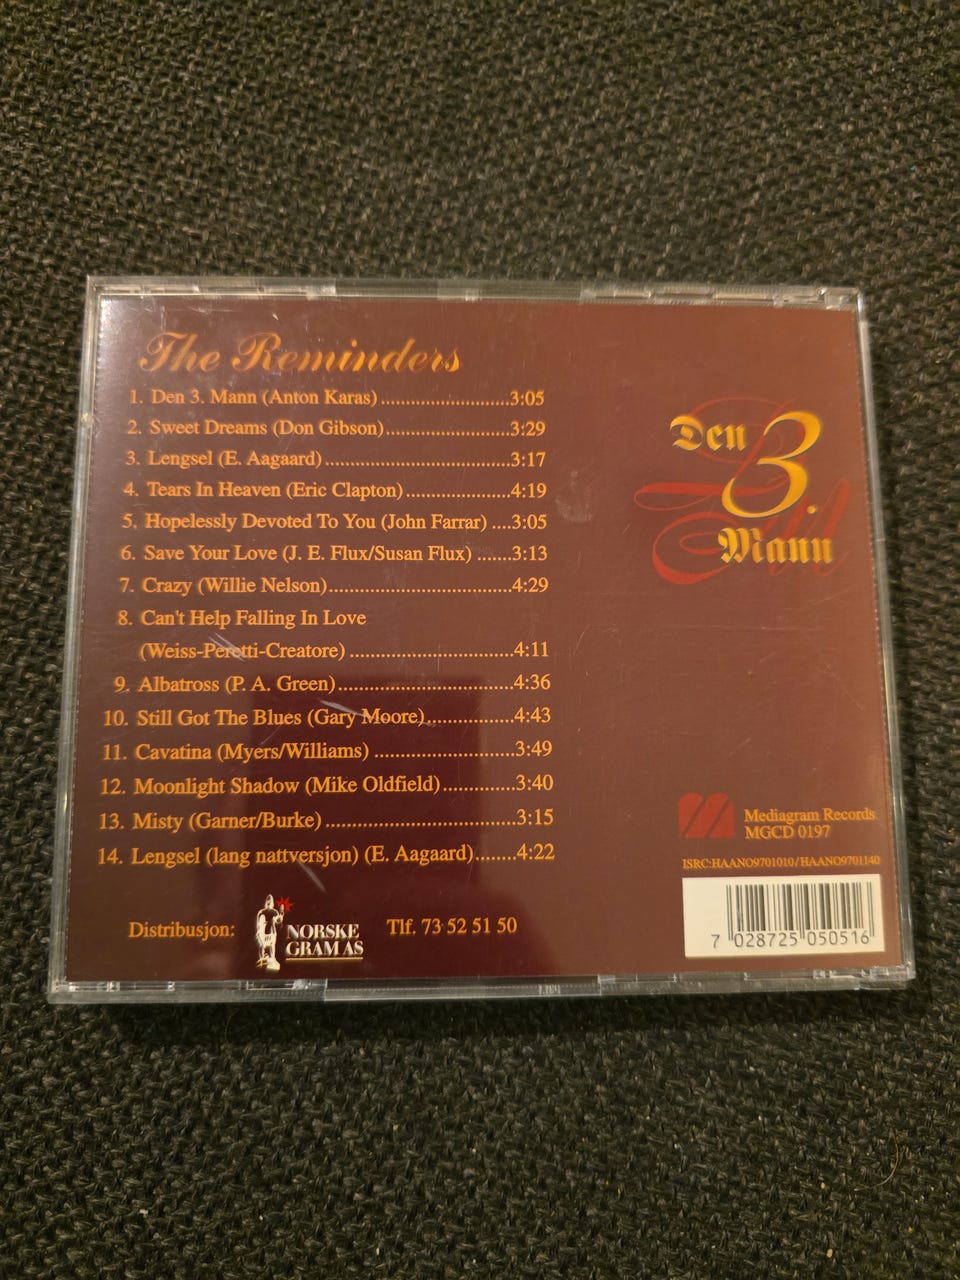 The Reminders
1. Den 3. Mann (Anton Karas) ........................3:05
2. Sweet Dreams (Don Gibson).......................3:29
3. Lengsel (E. Aagaard)..................................3:17
4. Tears In Heaven (Eric Clapton)...................4:19
5. Hopelessly Devoted To You (John Farrar) ....3:05
6. Save Your Love (J. E. Flux/Susan Flux) ......3:13
7. Crazy (Willie Nelson)..................................4:29
8. Can't Help Falling In Love
(Weiss-Peretti-Creatore) ..............................4:11
9. Albatross (P. A. Green)................................4:36
10. Still Got The Blues (Gary Moore)................4:43
11. Cavatina (Myers/Williams) .........................3:49
12. Moonlight Shadow (Mike Oldfield).............3:40
13. Misty (Garner/Burke)..................................3:15
14. Lengsel (lang nattversjon) (E. Aagaard).......4:22
Distribusjon:
NORSKE
GRAM AS
Tlf. 73 52 51 50
Den
3.
Mann
Mediagram Records
MGCD 0197
ISRC:HAANO9701010/HAANO9701140
7 028725 050516